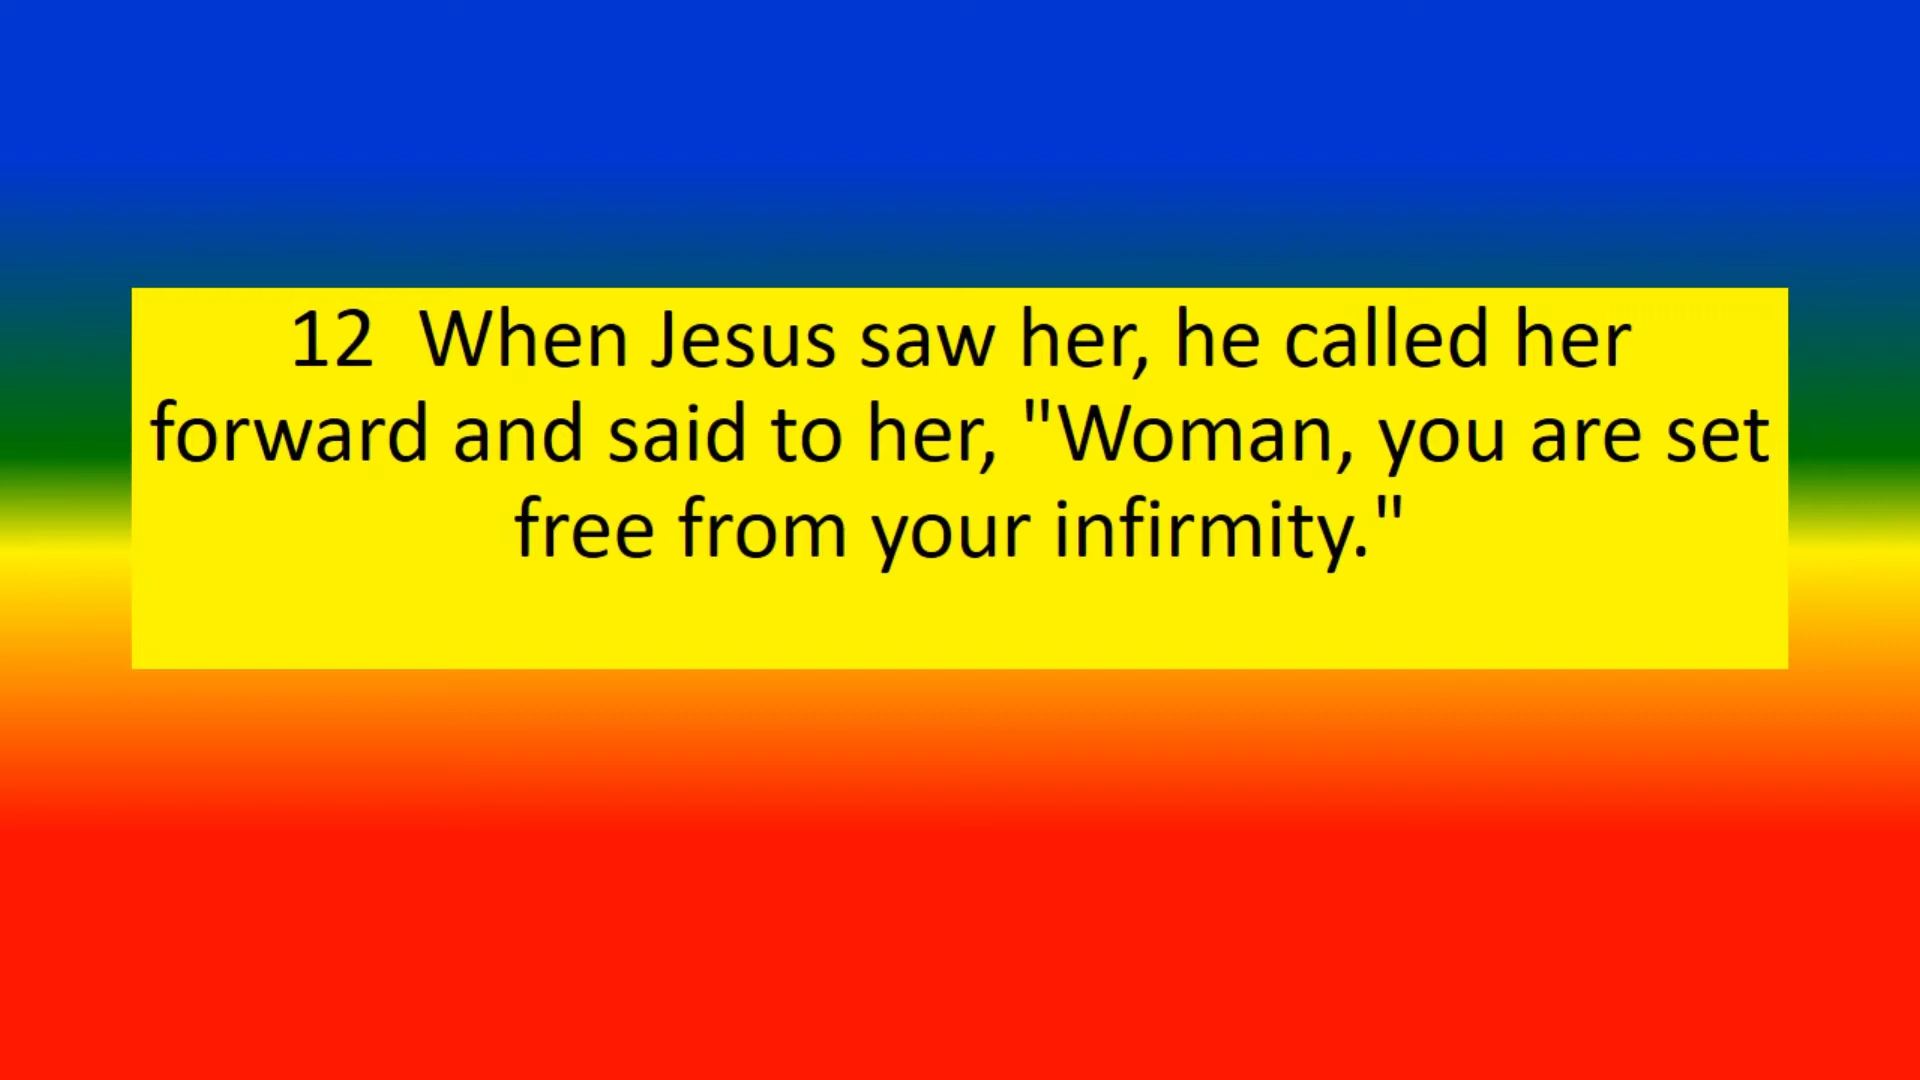 12  When Jesus saw her, he called her
forward and said to her, "Woman, you are set
free from your infirmity."